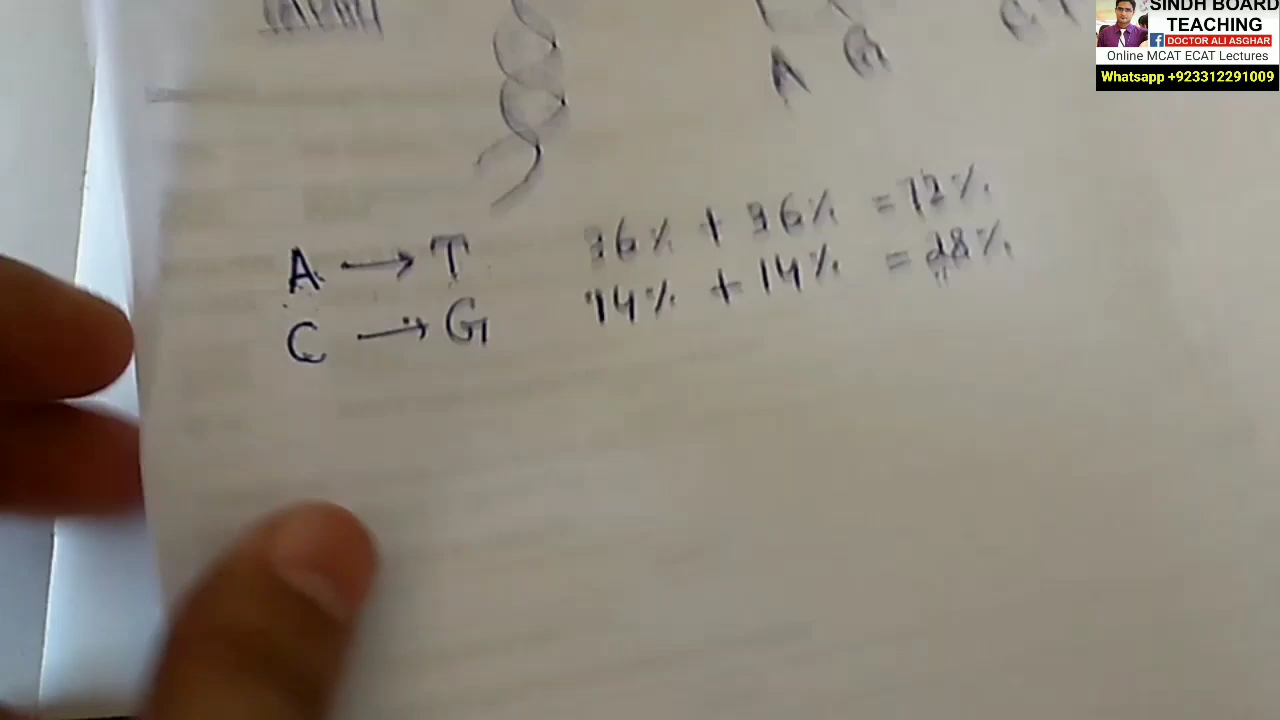 SINDH BOARD
TEACHING
DOCTOR ALI ASGHAR
Online MCAT ECAT Lectures
Whatsapp +923312291009
A G
C T
A → T 36% + 36% = 72%
C → G 14% + 14% = 28%